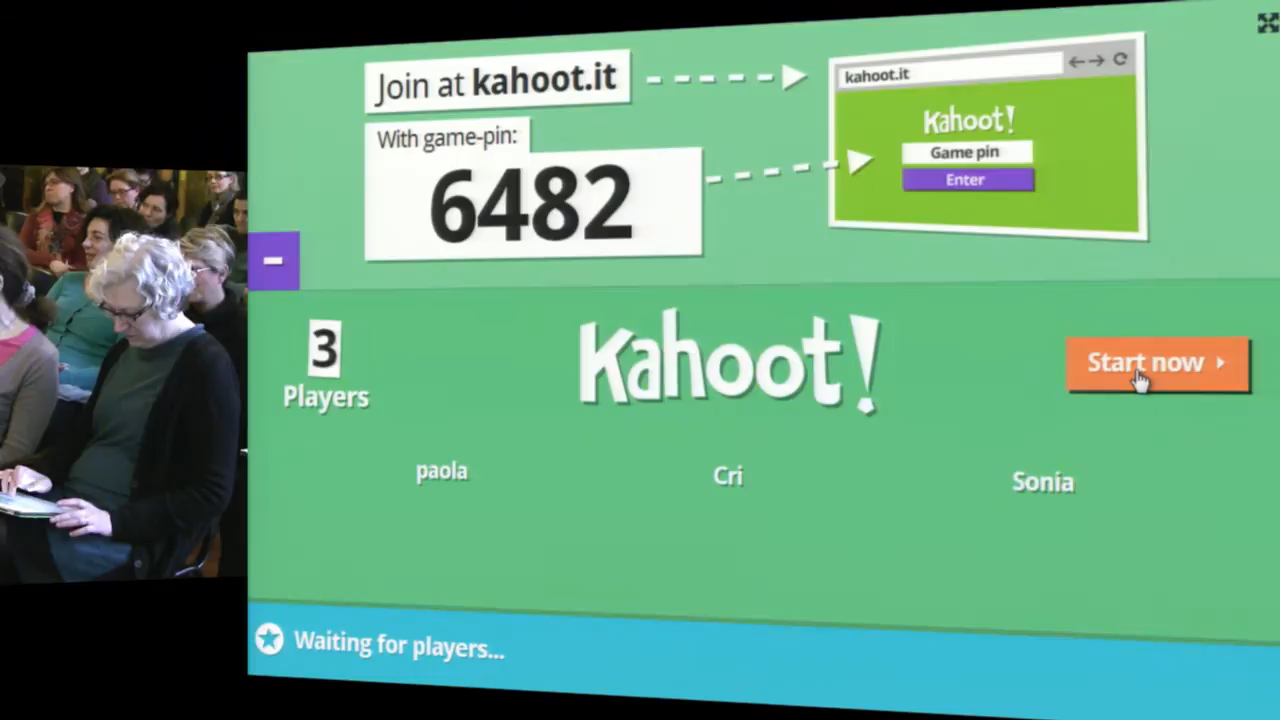 Join at kahoot.it
With game-pin:
6482
kahoot.it
Kahoot!
Game pin
Enter
3
Players
Kahoot!
Start now
paola
Cri
Sonia
Waiting for players...